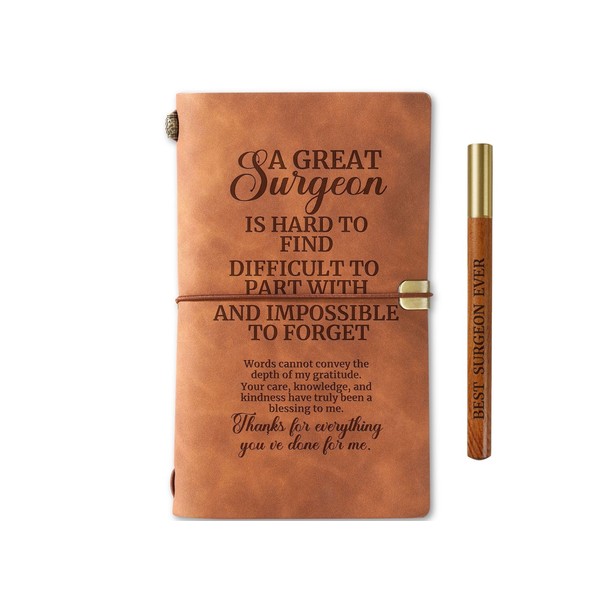 A GREAT
Surgeon
IS HARD TO
FIND
DIFFICULT TO
PART WITH
AND IMPOSSIBLE
TO FORGET
Words cannot convey the
depth of my gratitude.
Your care, knowledge, and
kindness have truly been a
blessing to me.
Thanks for everything
you ve done for me.
BEST SURGEON EVER